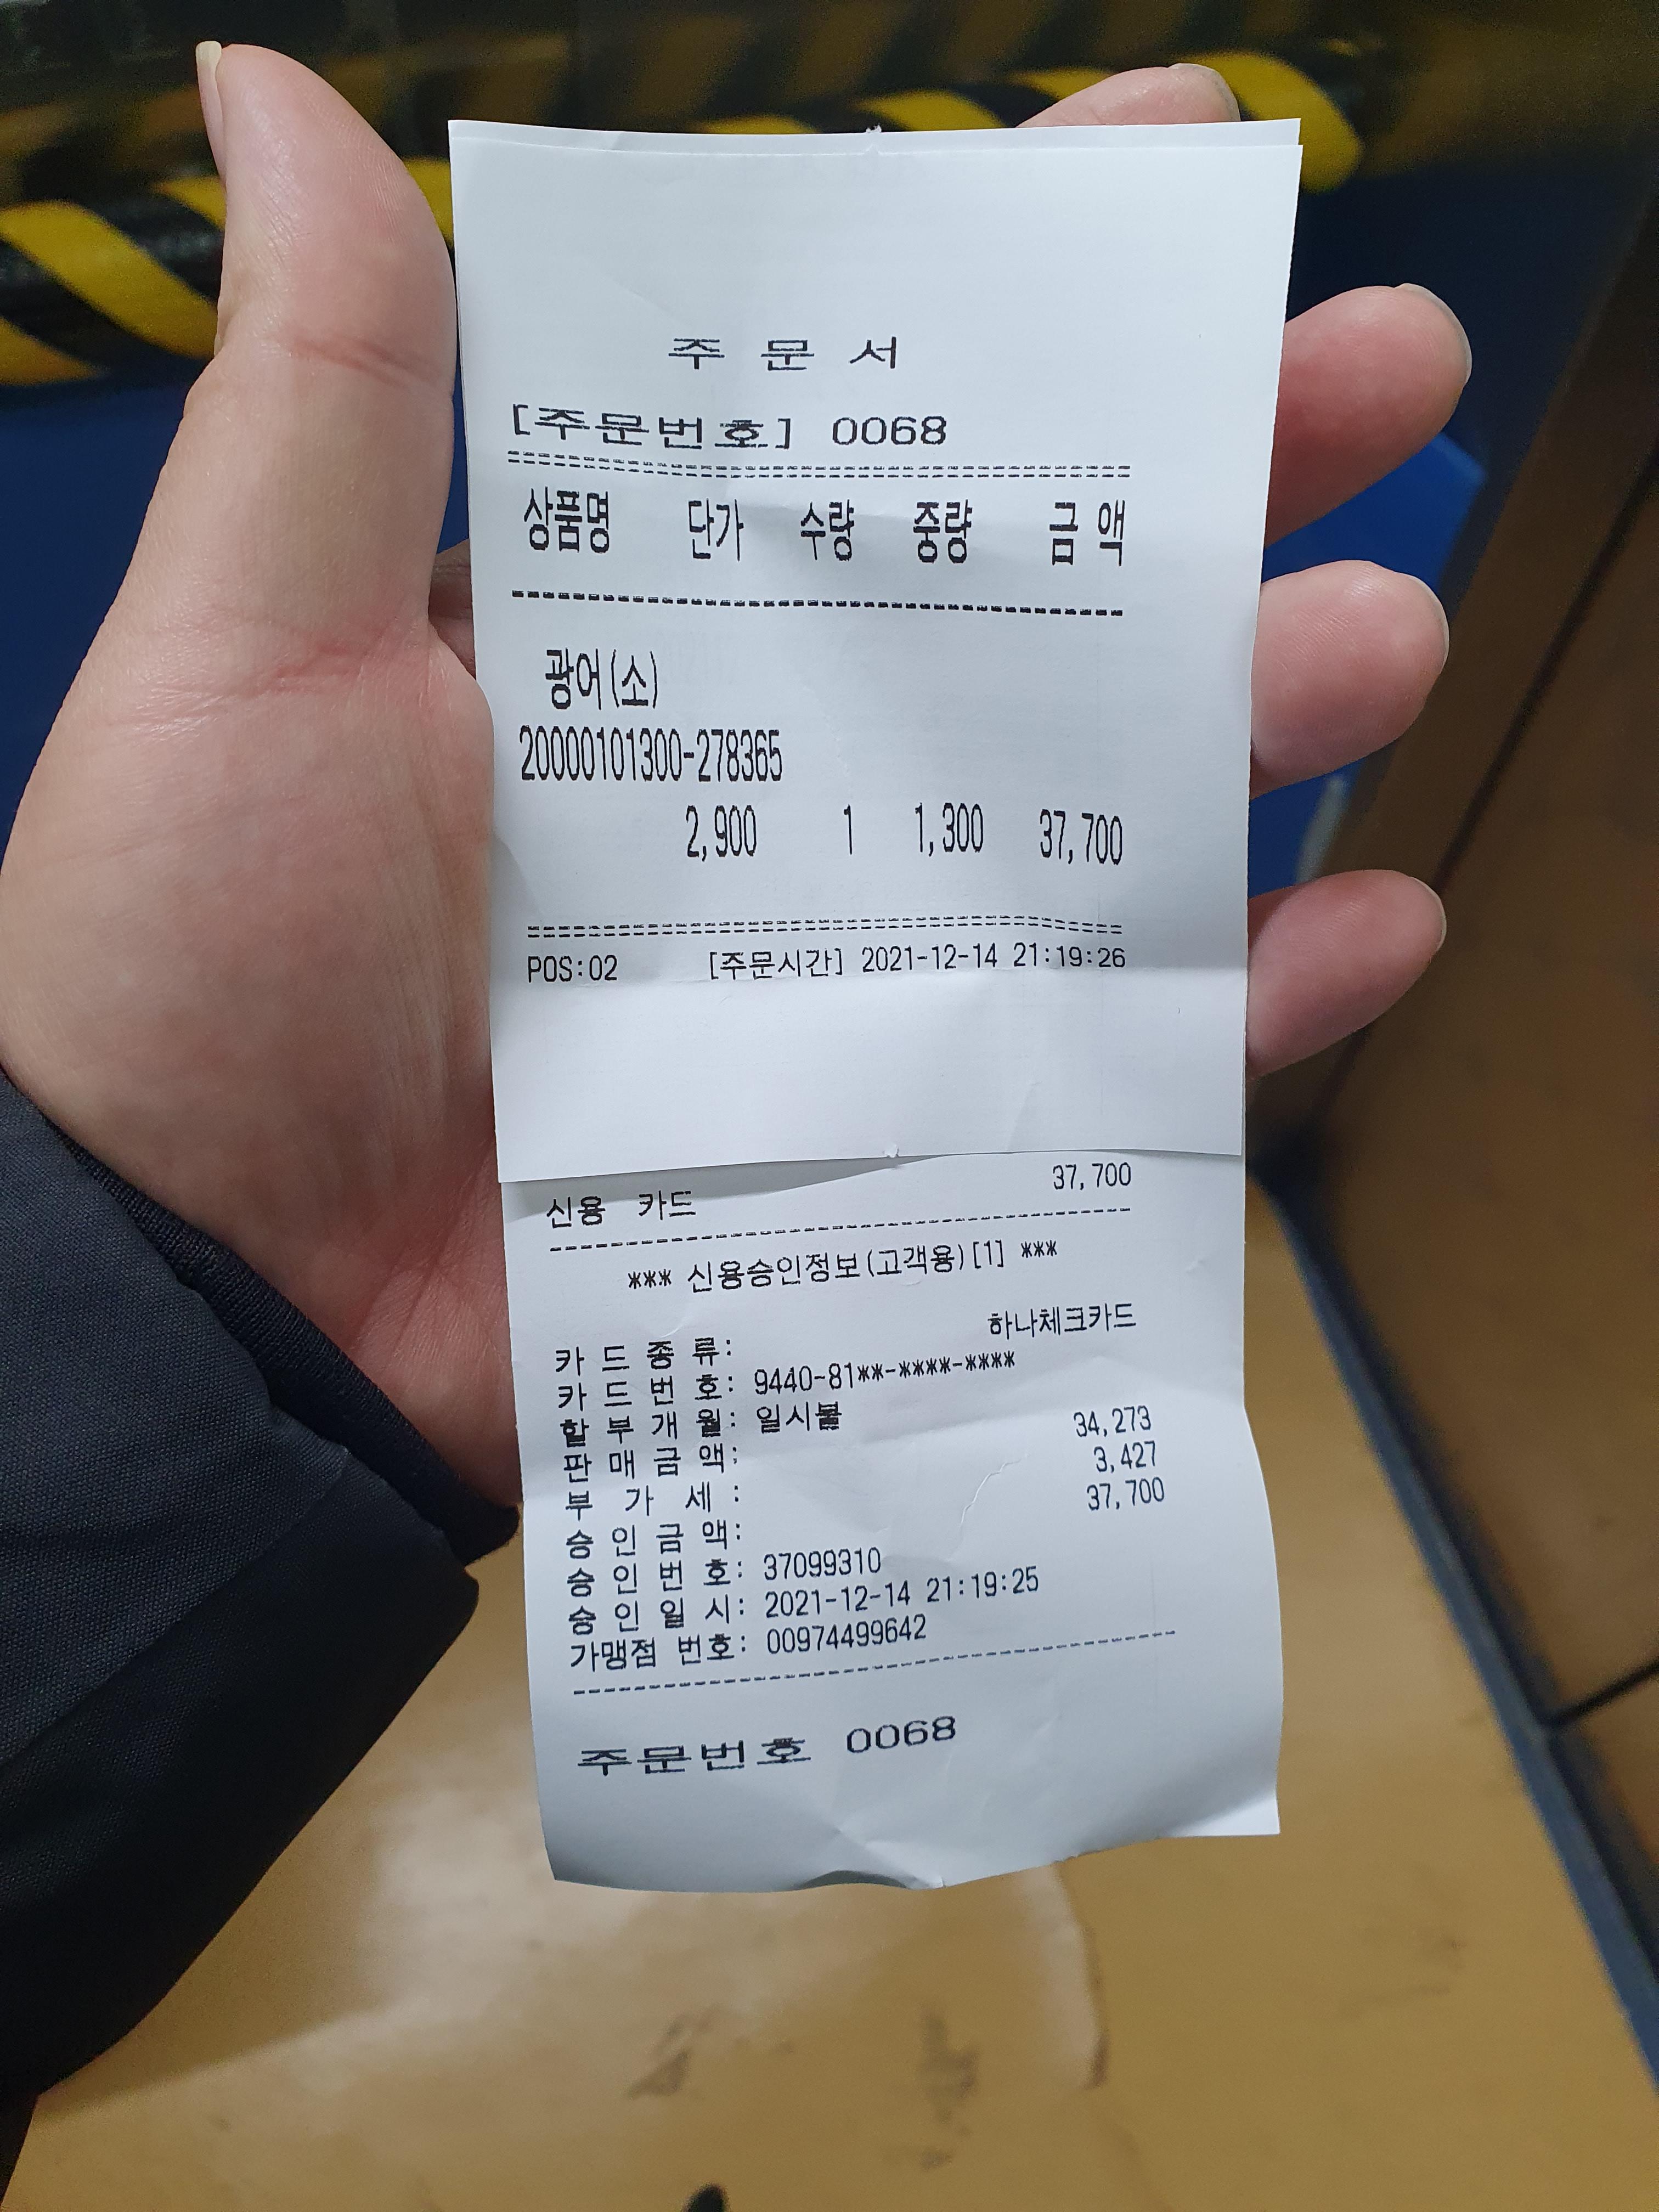 주 문 서
[주문번호] 0068
상품명 단가 수량 중량 금 액
광어(소)
20000101300-278365
2,900 1 1,300 37,700
POS:02 [주문시간] 2021-12-14 21:19:26
신용 카드 37,700
*** 신용승인정보(고객용)[1] ***
카 드 종 류: 하나체크카드
카 드 번 호: 9440-81**-****-****
할 부 개 월: 일시불
판 매 금 액: 34,273
부 가 세 : 3,427
승 인 금 액: 37,700
승 인 번 호: 37099310
승 인 일 시: 2021-12-14 21:19:25
가맹점 번호: 00974499642
주문번호 0068